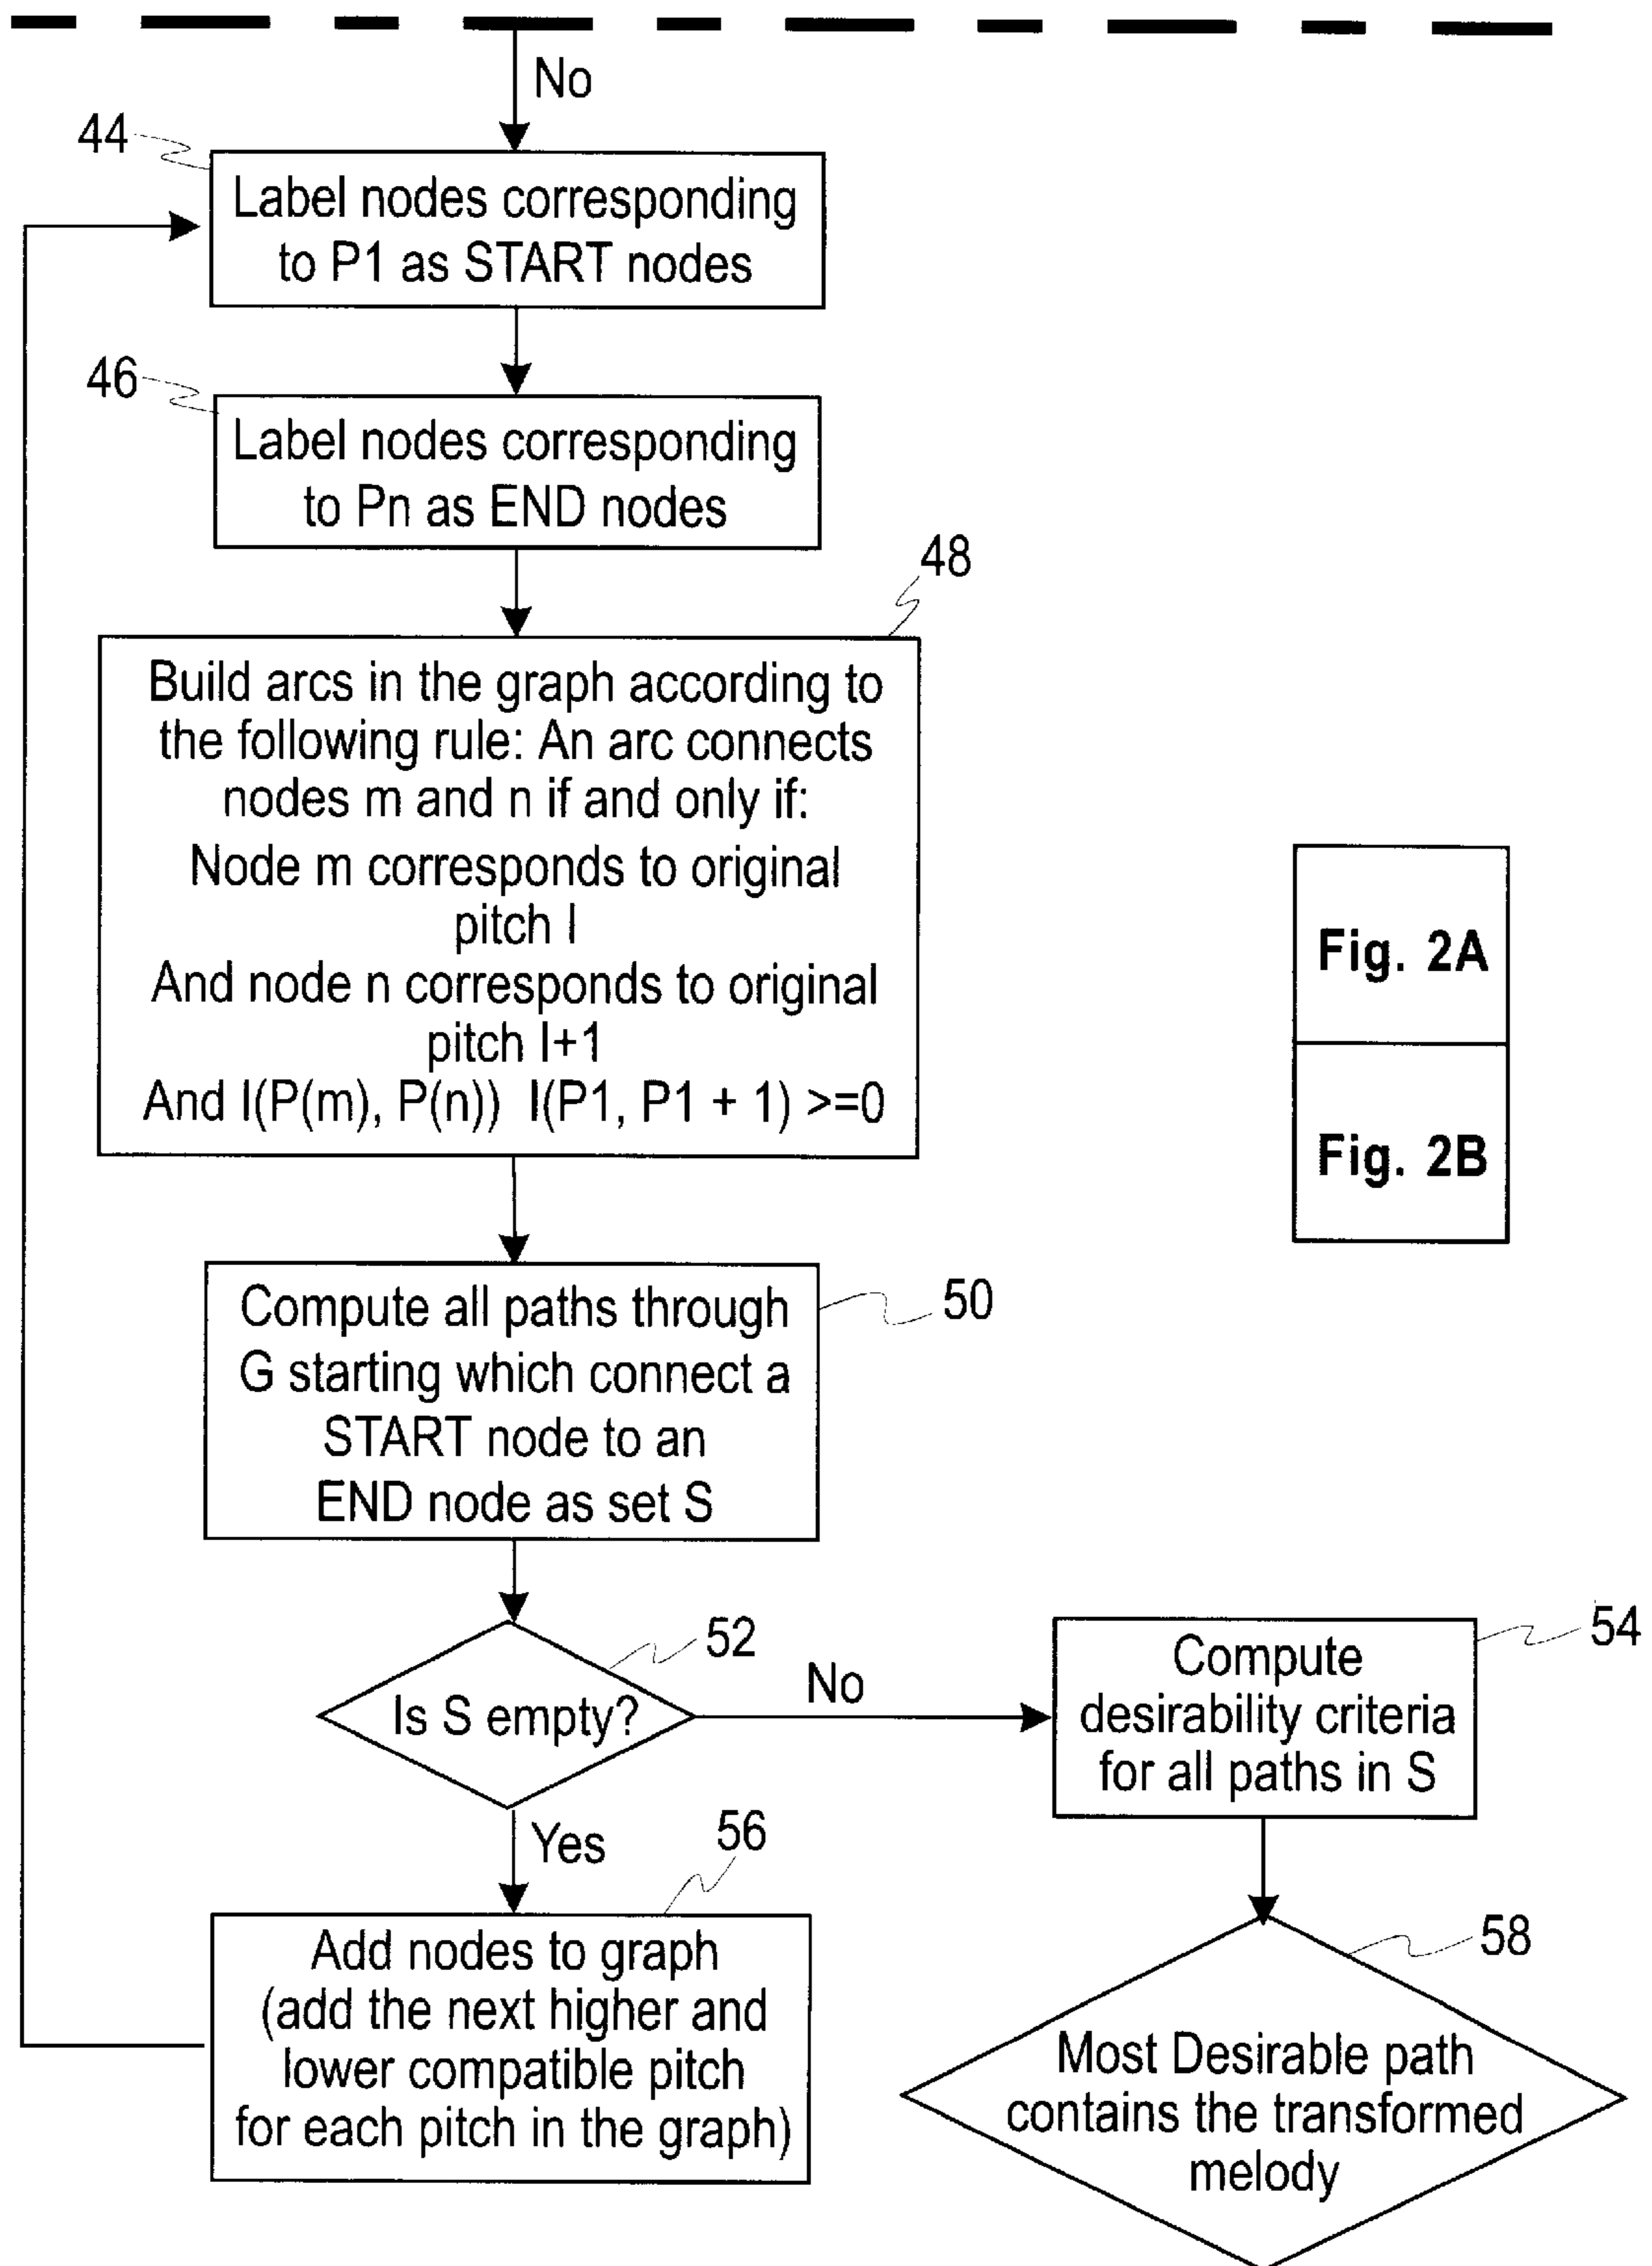 No
44
Label nodes corresponding
to P1 as START nodes
46
Label nodes corresponding
to Pn as END nodes
48
Build arcs in the graph according to
the following rule: An arc connects
nodes m and n if and only if:
Node m corresponds to original
pitch I
And node n corresponds to original
pitch I+1
And I(P(m), P(n)) I(P1, P1 + 1) >=0
Fig. 2A
Fig. 2B
Compute all paths through
G starting which connect a
START node to an
END node as set S
50
52
Is S empty?
No
54
Compute
desirability criteria
for all paths in S
Yes
56
Add nodes to graph
(add the next higher and
lower compatible pitch
for each pitch in the graph)
58
Most Desirable path
contains the transformed
melody